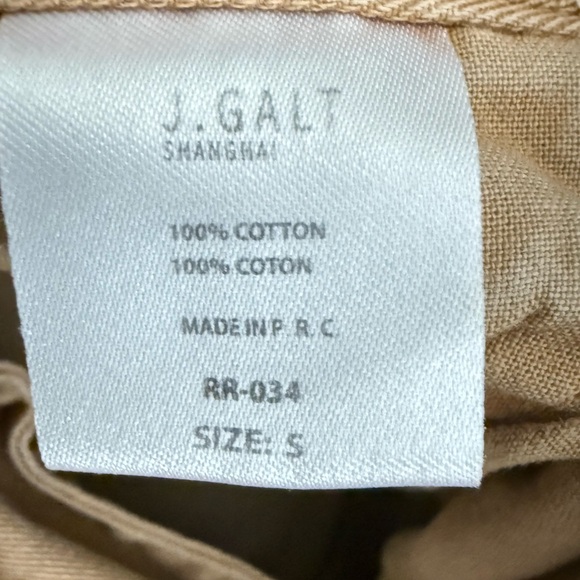 J.GALT
SHANGHAI
100% COTTON
100% COTON
MADE IN P. R. C.
RR-034
SIZE: S